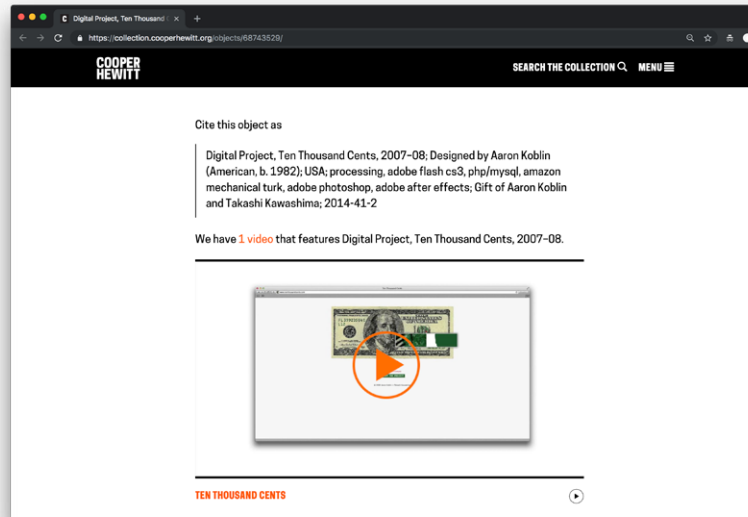 Digital Project, Ten Thousand
https://collection.cooperhewitt.org/objects/68743529/
COOPER
HEWITT
SEARCH THE COLLECTION
MENU
Cite this object as
Digital Project, Ten Thousand Cents, 2007–08; Designed by Aaron Koblin
(American, b. 1982); USA; processing, adobe flash cs3, php/mysql, amazon
mechanical turk, adobe photoshop, adobe after effects; Gift of Aaron Koblin
and Takashi Kawashima; 2014-41-2
We have 1 video that features Digital Project, Ten Thousand Cents, 2007–08.
TEN THOUSAND CENTS